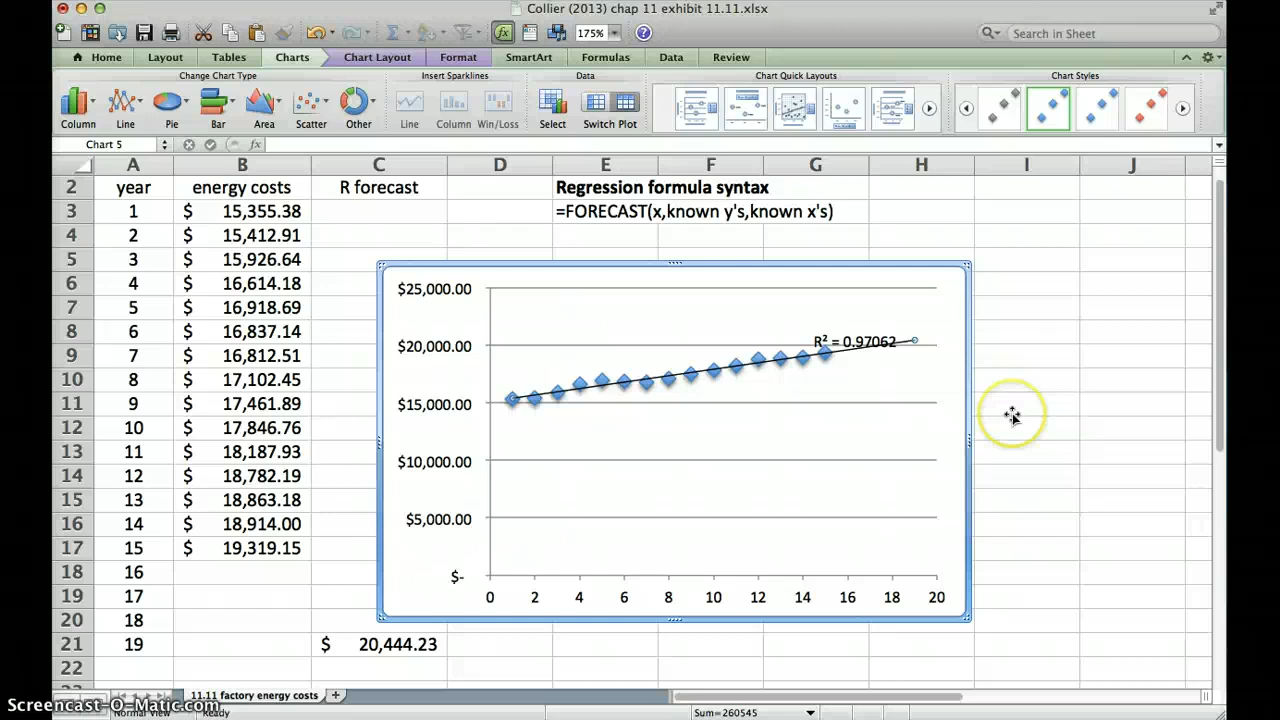 Collier (2013) chap 11 exhibit 11.11.xlsx
175%
Search in Sheet
Home Layout Tables Charts Chart Layout Format SmartArt Formulas Data Review
Change Chart Type Insert Sparklines Data Chart Quick Layouts Chart Styles
Column Line Pie Bar Area Scatter Other Line Column Win/Loss Select Switch Plot
Chart 5 fx
A B C D E F G H I J
2 year energy costs R forecast Regression formula syntax
3 1 $ 15,355.38 =FORECAST(x,known y's,known x's)
4 2 $ 15,412.91
5 3 $ 15,926.64
6 4 $ 16,614.18
7 5 $ 16,918.69
8 6 $ 16,837.14
9 7 $ 16,812.51
10 8 $ 17,102.45
11 9 $ 17,461.89
12 10 $ 17,846.76
13 11 $ 18,187.93
14 12 $ 18,782.19
15 13 $ 18,863.18
16 14 $ 18,914.00
17 15 $ 19,319.15
18 16
19 17
20 18
21 19 $ 20,444.23
22
$25,000.00
$20,000.00
$15,000.00
$10,000.00
$5,000.00
$-
R² = 0.97062
0 2 4 6 8 10 12 14 16 18 20
11.11 factory energy costs
Screencast-O-Matic.com
Normal View Ready Sum=260545